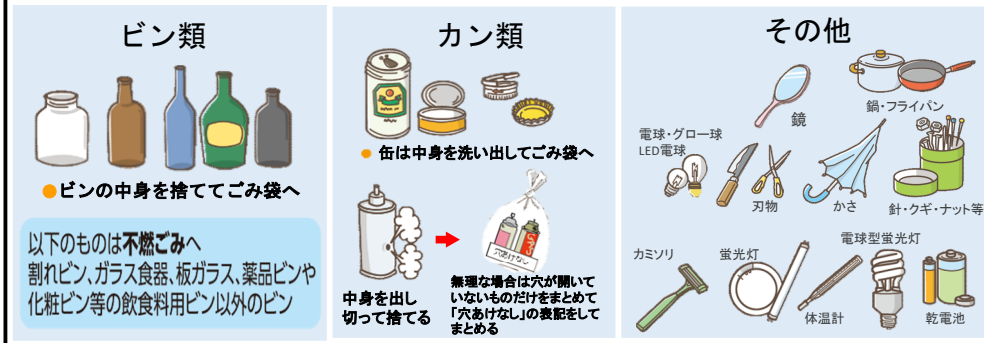 ビン類
●ビンの中身を捨ててごみ袋へ
以下のものは不燃ごみへ
割れビン、ガラス食器、板ガラス、薬品ビンや
化粧ビン等の飲食料用ビン以外のビン
カン類
● 缶は中身を洗い出してごみ袋へ
中身を出し
切って捨てる
穴あけなし
無理な場合は穴が開いて
いないものだけをまとめて
「穴あけなし」の表記をして
まとめる
その他
鏡
鍋・フライパン
電球・グロー球
LED電球
刃物
かさ
針・クギ・ナット等
カミソリ
蛍光灯
体温計
電球型蛍光灯
乾電池